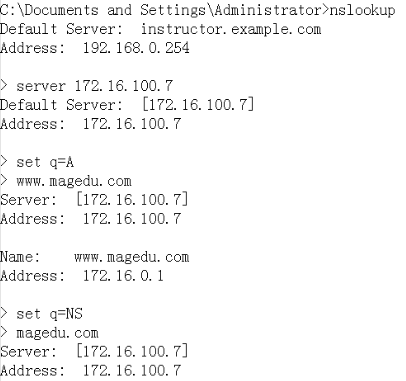 C:\Documents and Settings\Administrator>nslookup
Default Server:  instructor.example.com
Address:  192.168.0.254
> server 172.16.100.7
Default Server:  [172.16.100.7]
Address:  172.16.100.7
> set q=A
> www.magedu.com
Server:  [172.16.100.7]
Address:  172.16.100.7
Name:    www.magedu.com
Address:  172.16.0.1
> set q=NS
> magedu.com
Server:  [172.16.100.7]
Address:  172.16.100.7